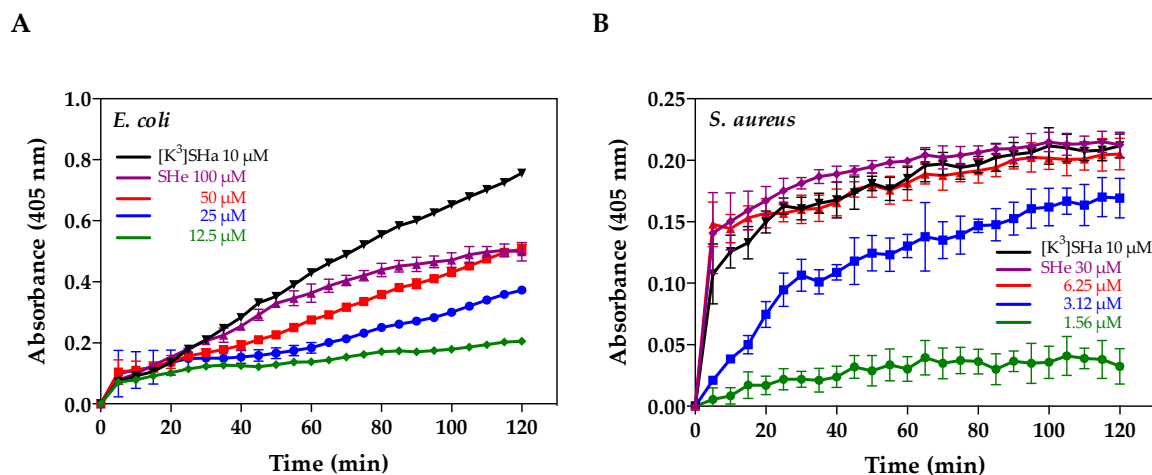 A
B
E. coli
[K³]SHa 10 µM
SHe 100 µM
50 µM
25 µM
12.5 µM
Absorbance (405 nm)
1.0
0.8
0.6
0.4
0.2
0.0
0 20 40 60 80 100 120
Time (min)
S. aureus
[K³]SHa 10 µM
SHe 30 µM
6.25 µM
3.12 µM
1.56 µM
Absorbance (405 nm)
0.25
0.20
0.15
0.10
0.05
0.00
0 20 40 60 80 100 120
Time (min)